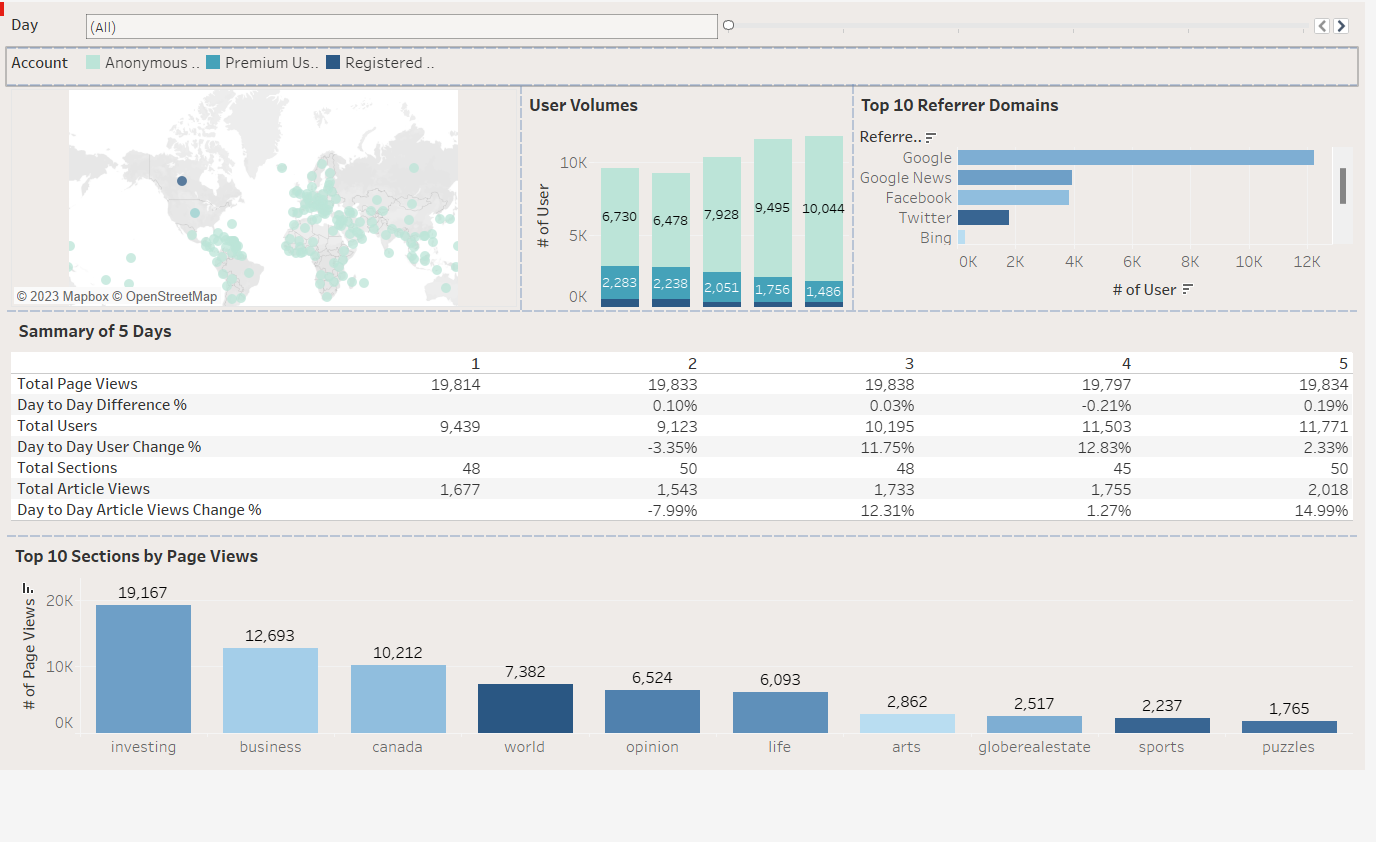 Day
(All)
Account Anonymous .. Premium Us.. Registered ..
© 2023 Mapbox © OpenStreetMap
User Volumes
# of User
10K
5K
0K
6,730 6,478 7,928 9,495 10,044
2,283 2,238 2,051 1,756 1,486
Top 10 Referrer Domains
Referre..
Google
Google News
Facebook
Twitter
Bing
0K 2K 4K 6K 8K 10K 12K
# of User
Summary of 5 Days
1 2 3 4 5
Total Page Views 19,814 19,833 19,838 19,797 19,834
Day to Day Difference % 0.10% 0.03% -0.21% 0.19%
Total Users 9,439 9,123 10,195 11,503 11,771
Day to Day User Change % -3.35% 11.75% 12.83% 2.33%
Total Sections 48 50 48 45 50
Total Article Views 1,677 1,543 1,733 1,755 2,018
Day to Day Article Views Change % -7.99% 12.31% 1.27% 14.99%
Top 10 Sections by Page Views
# of Page Views
20K
10K
0K
19,167 12,693 10,212 7,382 6,524 6,093 2,862 2,517 2,237 1,765
investing business canada world opinion life arts globerealestate sports puzzles